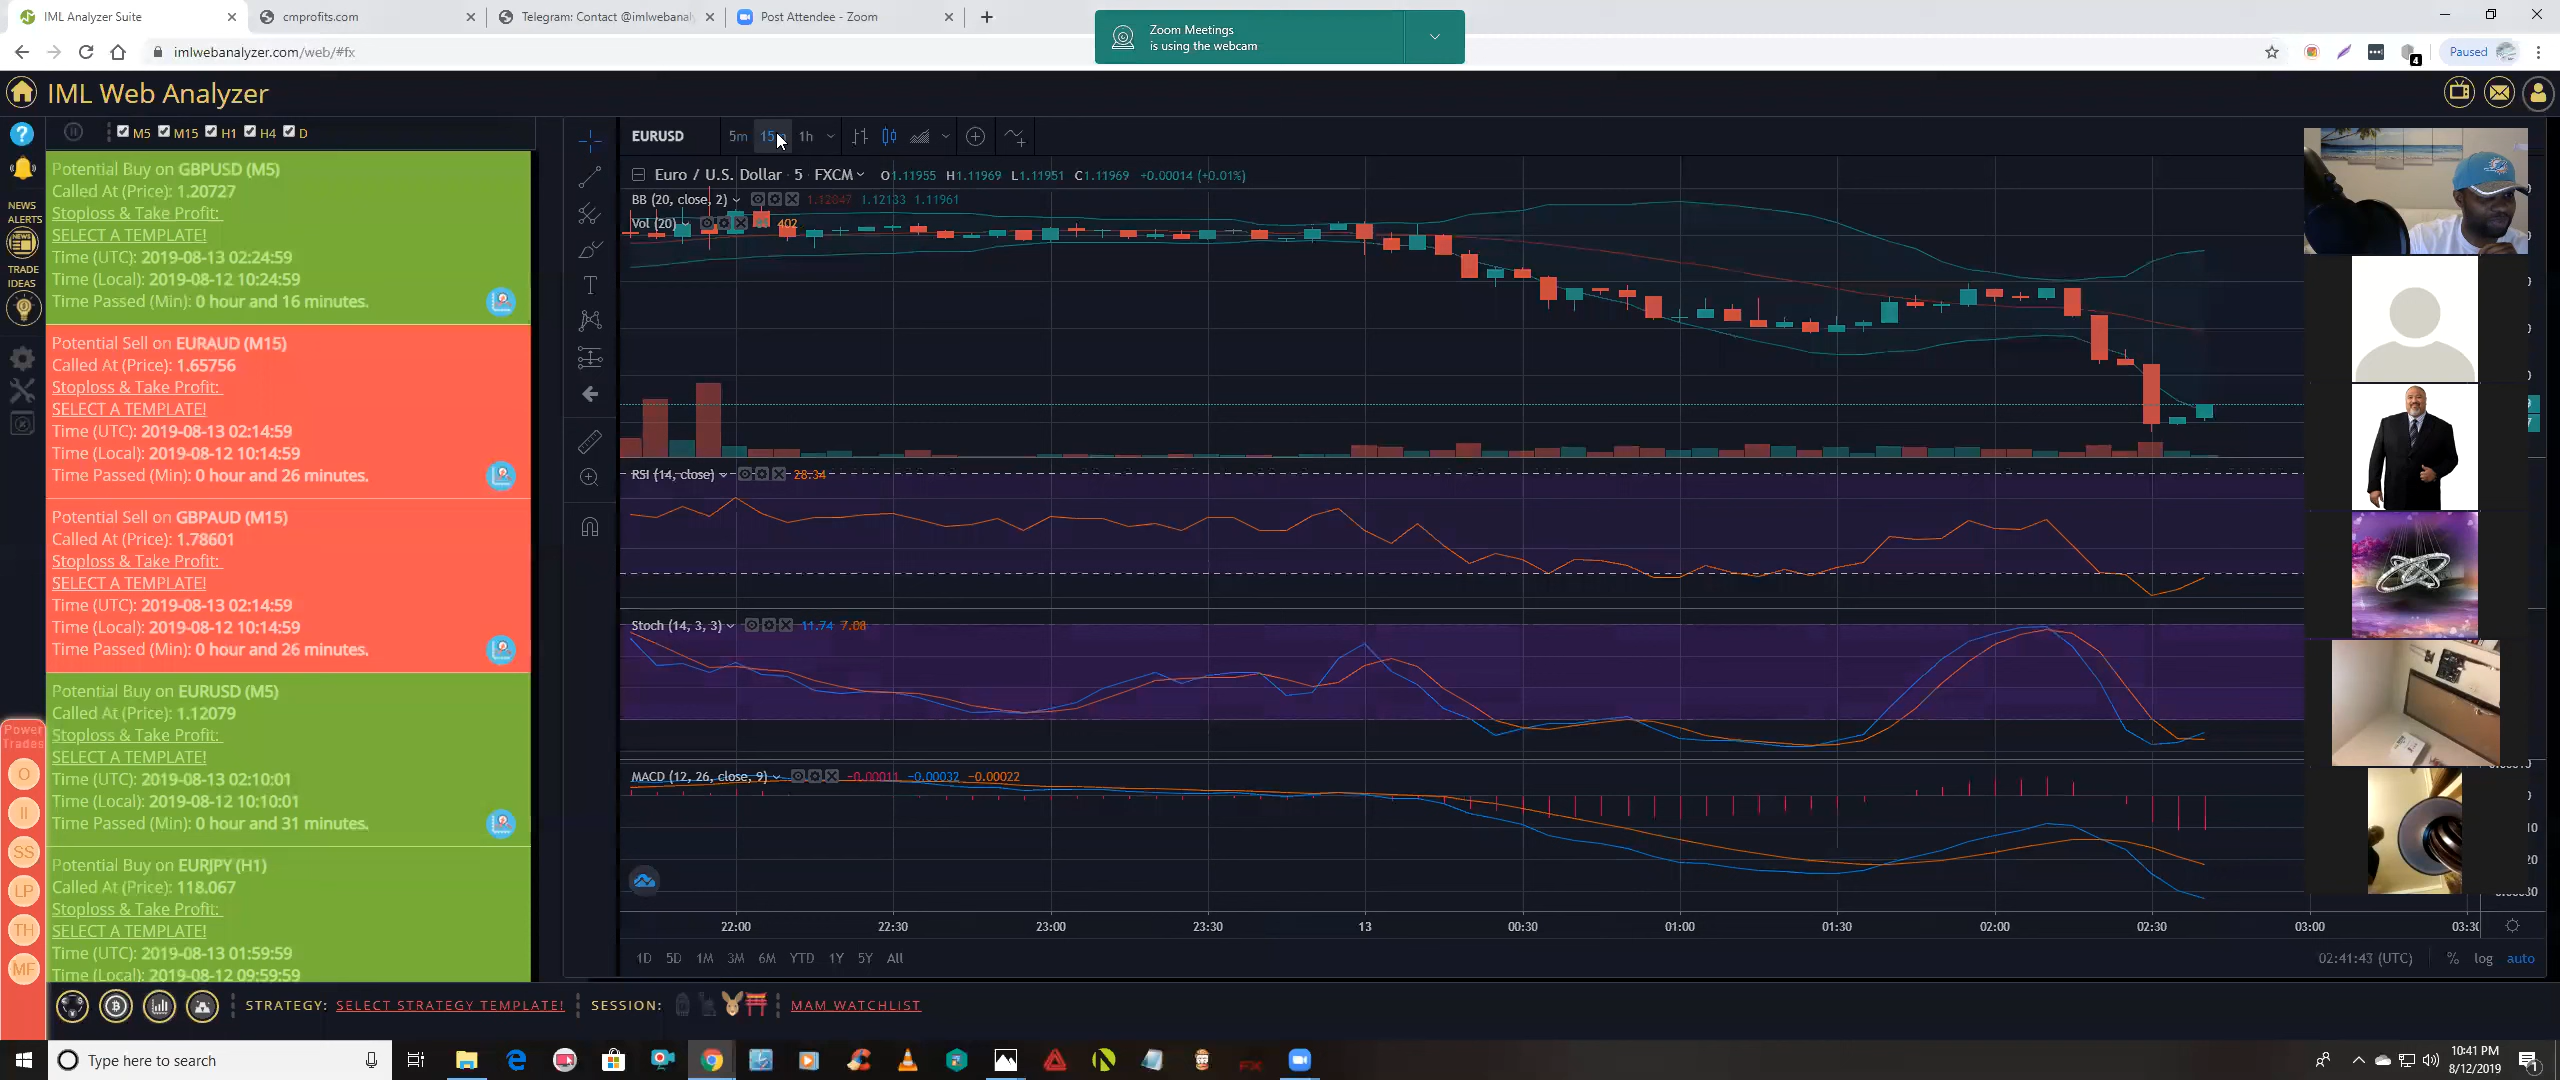 IML Analyzer Suite
cmprofits.com
Telegram: Contact @imlwebanal
Post Attendee - Zoom
Zoom Meetings
is using the webcam
imlwebanalyzer.com/web/#fx
Paused
4
IML Web Analyzer
M5 M15 H1 H4 D
NEWS
ALERTS
NEWS
TRADE
IDEAS
Potential Buy on GBPUSD (M5)
Called At (Price): 1.20727
Stoploss & Take Profit:
SELECT A TEMPLATE!
Time (UTC): 2019-08-13 02:24:59
Time (Local): 2019-08-12 10:24:59
Time Passed (Min): 0 hour and 16 minutes.
Potential Sell on EURAUD (M15)
Called At (Price): 1.65756
Stoploss & Take Profit:
SELECT A TEMPLATE!
Time (UTC): 2019-08-13 02:14:59
Time (Local): 2019-08-12 10:14:59
Time Passed (Min): 0 hour and 26 minutes.
Potential Sell on GBPAUD (M15)
Called At (Price): 1.78601
Stoploss & Take Profit:
SELECT A TEMPLATE!
Time (UTC): 2019-08-13 02:14:59
Time (Local): 2019-08-12 10:14:59
Time Passed (Min): 0 hour and 26 minutes.
Potential Buy on EURUSD (M5)
Called At (Price): 1.12079
Stoploss & Take Profit:
SELECT A TEMPLATE!
Time (UTC): 2019-08-13 02:10:01
Time (Local): 2019-08-12 10:10:01
Time Passed (Min): 0 hour and 31 minutes.
Potential Buy on EURJPY (H1)
Called At (Price): 118.067
Stoploss & Take Profit:
SELECT A TEMPLATE!
Time (UTC): 2019-08-13 01:59:59
Time (Local): 2019-08-12 09:59:59
Power
Trades
O
II
SS
LP
TH
MF
EURUSD 5m 15m 1h
Euro / U.S. Dollar · 5 · FXCM O1.11955 H1.11969 L1.11951 C1.11969 +0.00014 (+0.01%)
BB (20, close, 2) 1.12047 1.12133 1.11961
Vol (20) 402
RSI (14, close) 28.34
Stoch (14, 3, 3) 11.74 7.08
MACD (12, 26, close, 9) -0.00011 -0.00032 -0.00022
22:00 22:30 23:00 23:30 13 00:30 01:00 01:30 02:00 02:30 03:00 03:30
1D 5D 1M 3M 6M YTD 1Y 5Y All
02:41:43 (UTC) % log auto
STRATEGY: SELECT STRATEGY TEMPLATE! SESSION: MAM WATCHLIST
Type here to search
FX
10:41 PM
8/12/2019
1